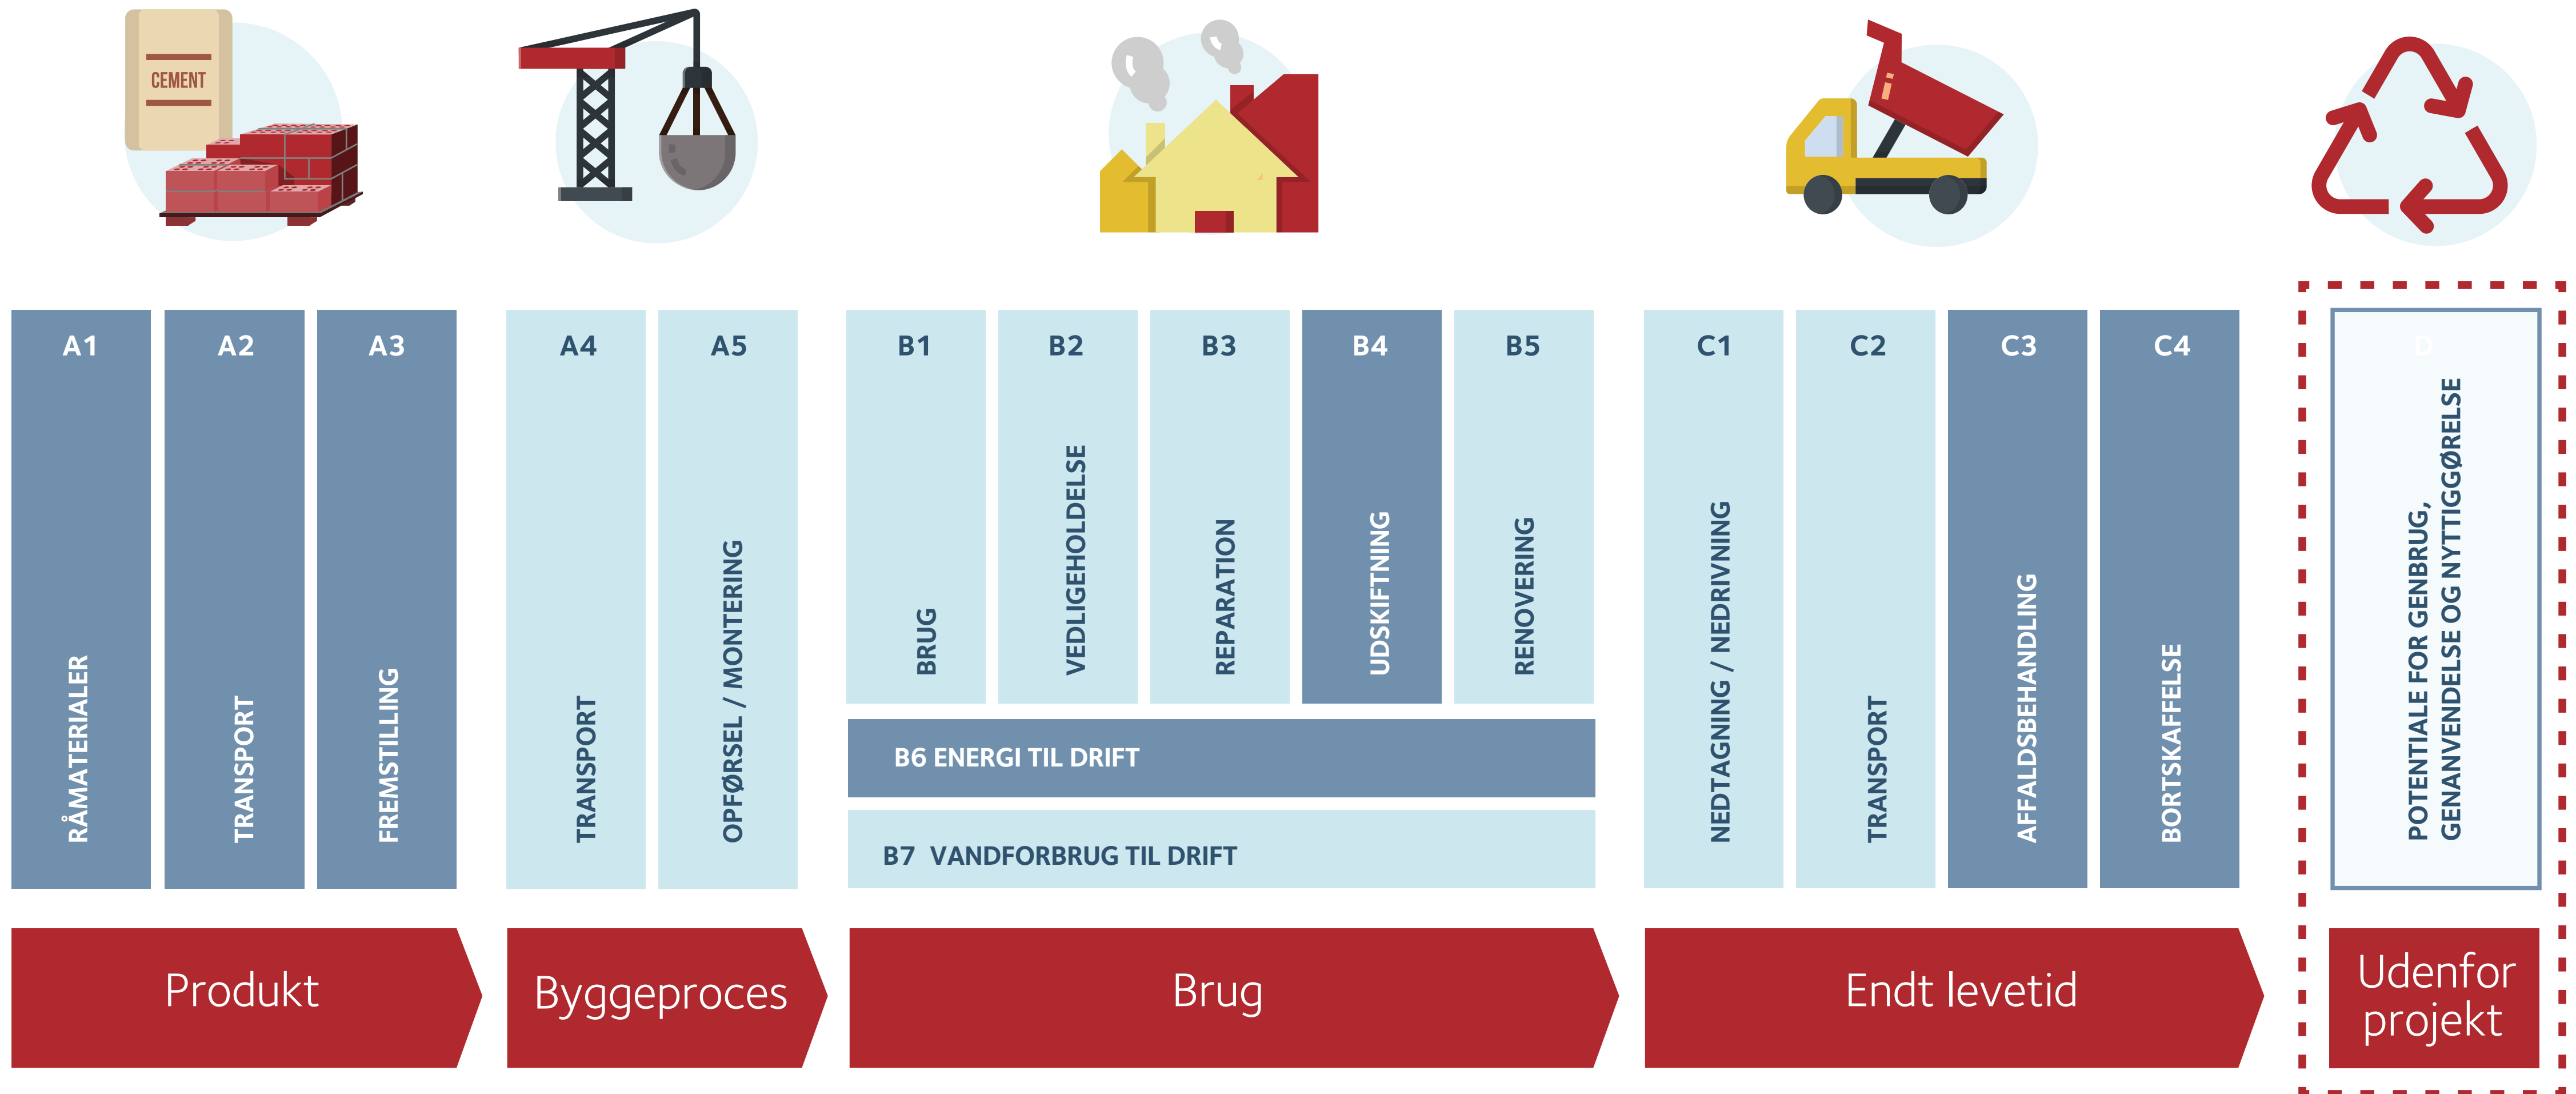 CEMENT
A1
RÅMATERIALER
A2
TRANSPORT
A3
FREMSTILLING
A4
TRANSPORT
A5
OPFØRSEL / MONTERING
B1
BRUG
B2
VEDLIGEHOLDELSE
B3
REPARATION
B4
UDSKIFTNING
B5
RENOVERING
B6 ENERGI TIL DRIFT
B7 VANDFORBRUG TIL DRIFT
C1
NEDTAGNING / NEDRIVNING
C2
TRANSPORT
C3
AFFALDSBEHANDLING
C4
BORTSKAFFELSE
D
POTENTIALE FOR GENBRUG,
GENANVENDELSE OG NYTTIGGØRELSE
Produkt
Byggeproces
Brug
Endt levetid
Udenfor
projekt